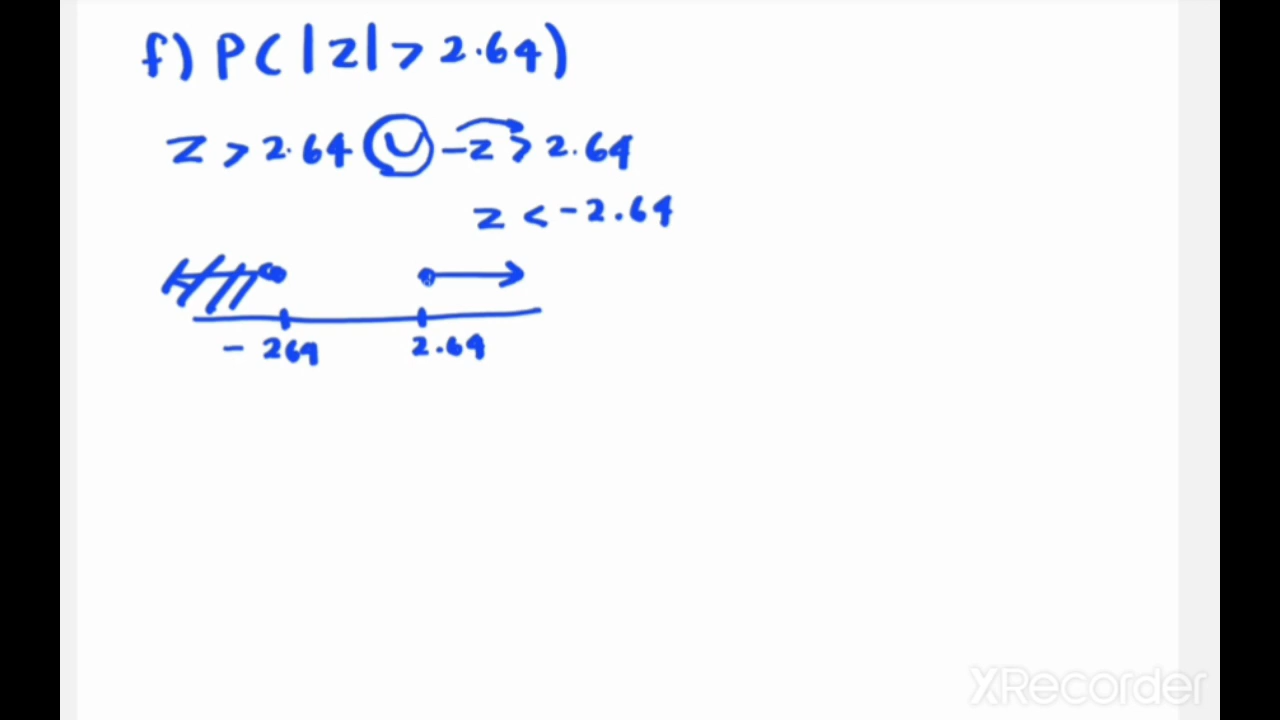 f) P( |Z| > 2.64)
Z > 2.64 ∪ -z > 2.64
z < -2.64
- 264 2.64
XRecorder